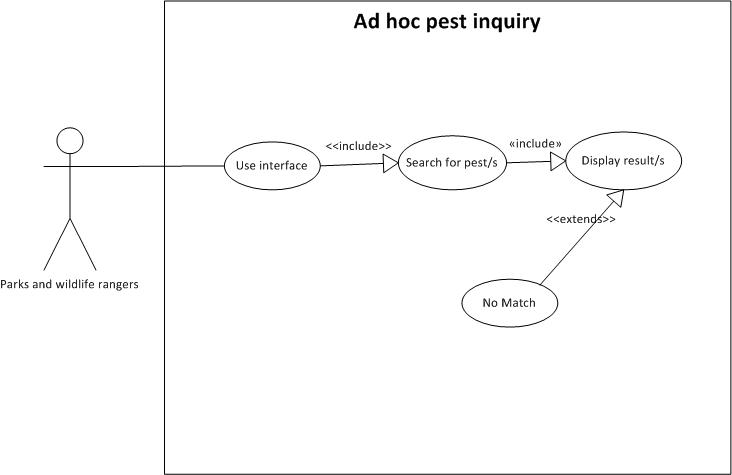 Ad hoc pest inquiry
<<include>>
«include»
Use interface
Search for pest/s
Display result/s
<<extends>>
Parks and wildlife rangers
No Match